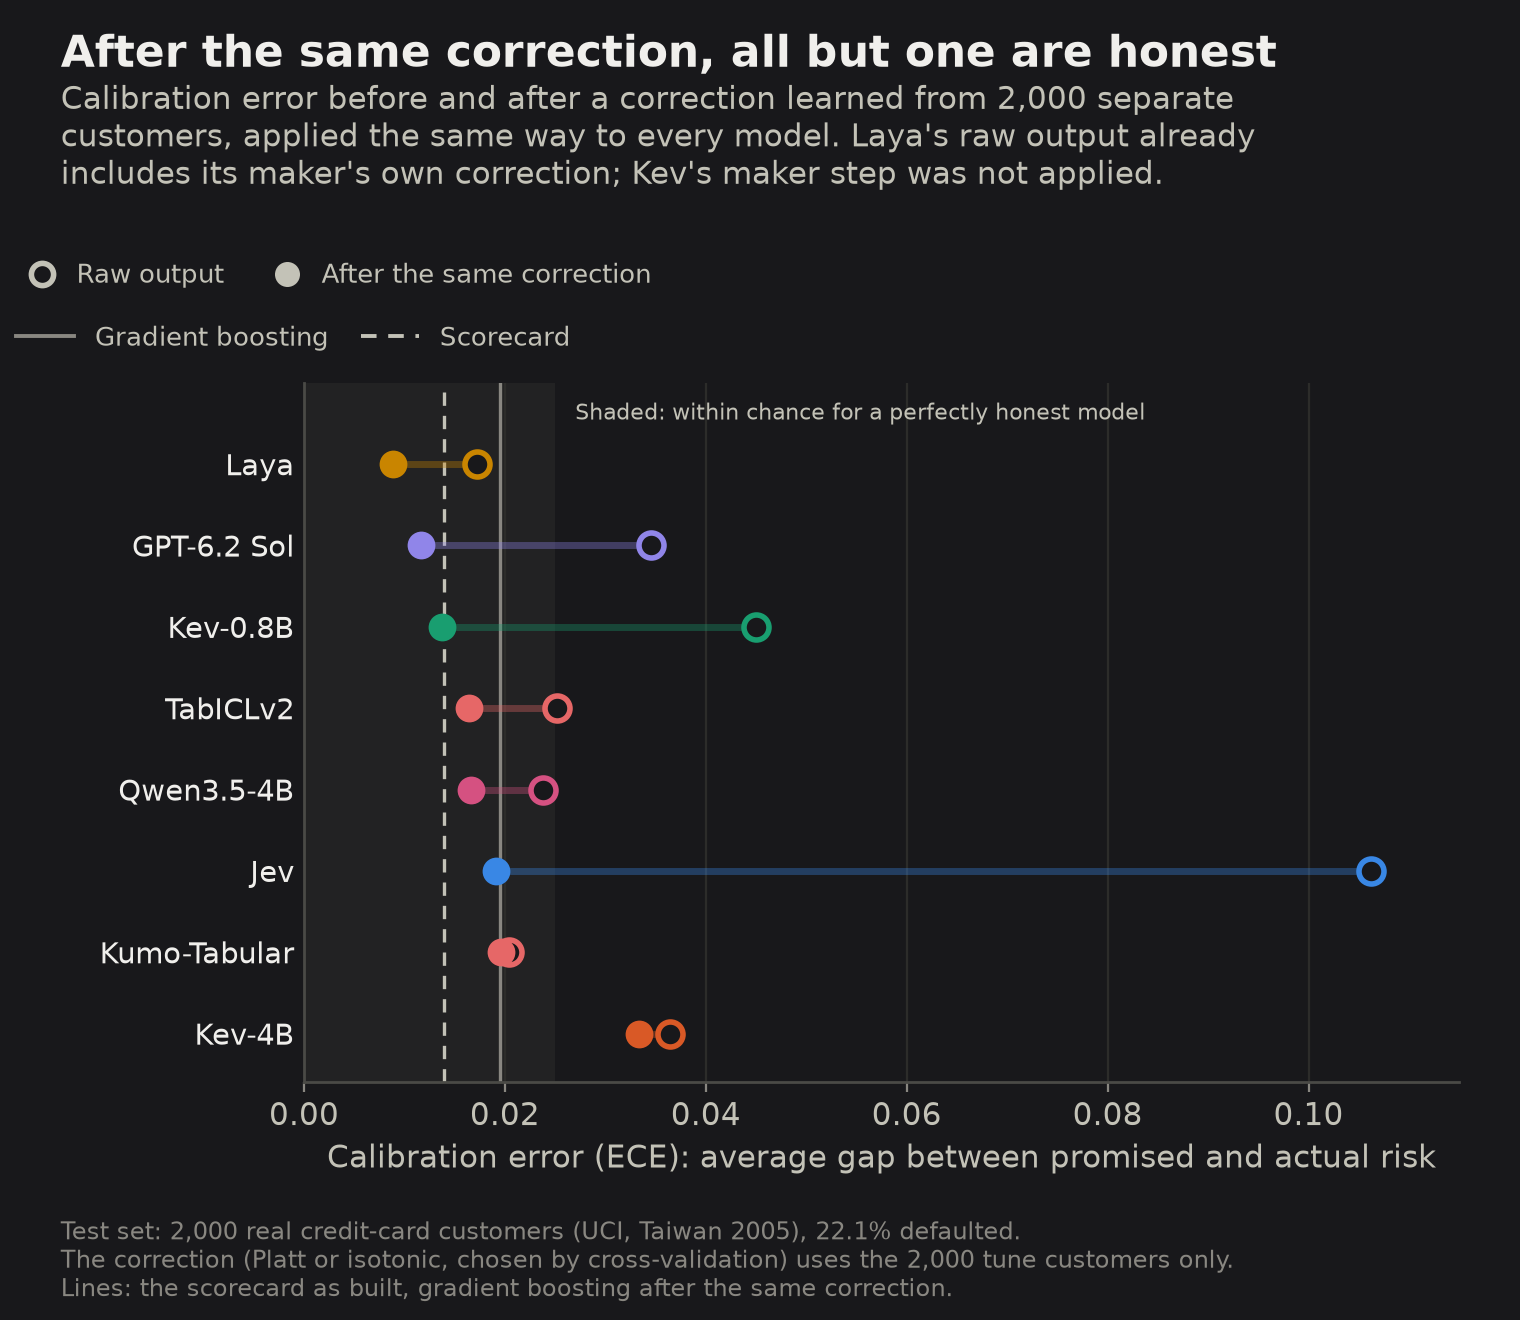 After the same correction, all but one are honest
Calibration error before and after a correction learned from 2,000 separate
customers, applied the same way to every model. Laya's raw output already
includes its maker's own correction; Kev's maker step was not applied.
Raw output
After the same correction
Gradient boosting
Scorecard
Shaded: within chance for a perfectly honest model
Laya
GPT-6.2 Sol
Kev-0.8B
TabICLv2
Qwen3.5-4B
Jev
Kumo-Tabular
Kev-4B
0.00 0.02 0.04 0.06 0.08 0.10
Calibration error (ECE): average gap between promised and actual risk
Test set: 2,000 real credit-card customers (UCI, Taiwan 2005), 22.1% defaulted.
The correction (Platt or isotonic, chosen by cross-validation) uses the 2,000 tune customers only.
Lines: the scorecard as built, gradient boosting after the same correction.